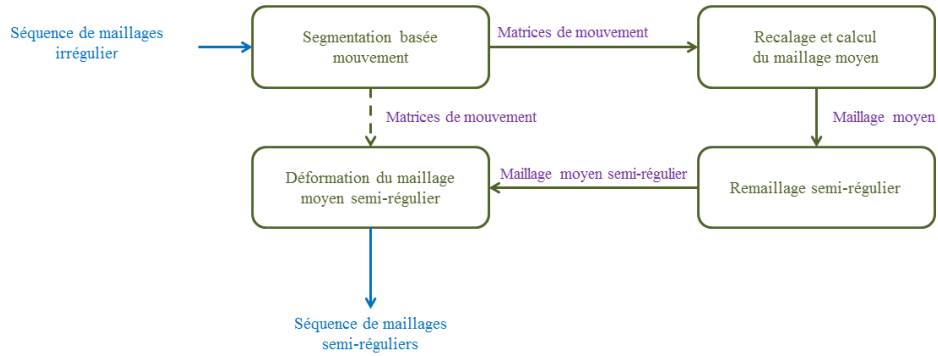 Séquence de maillages
irrégulier
Segmentation basée
mouvement
Matrices de mouvement
Recalage et calcul
du maillage moyen
Matrices de mouvement
Maillage moyen
Déformation du maillage
moyen semi-régulier
Maillage moyen semi-régulier
Remaillage semi-régulier
Séquence de maillages
semi-réguliers